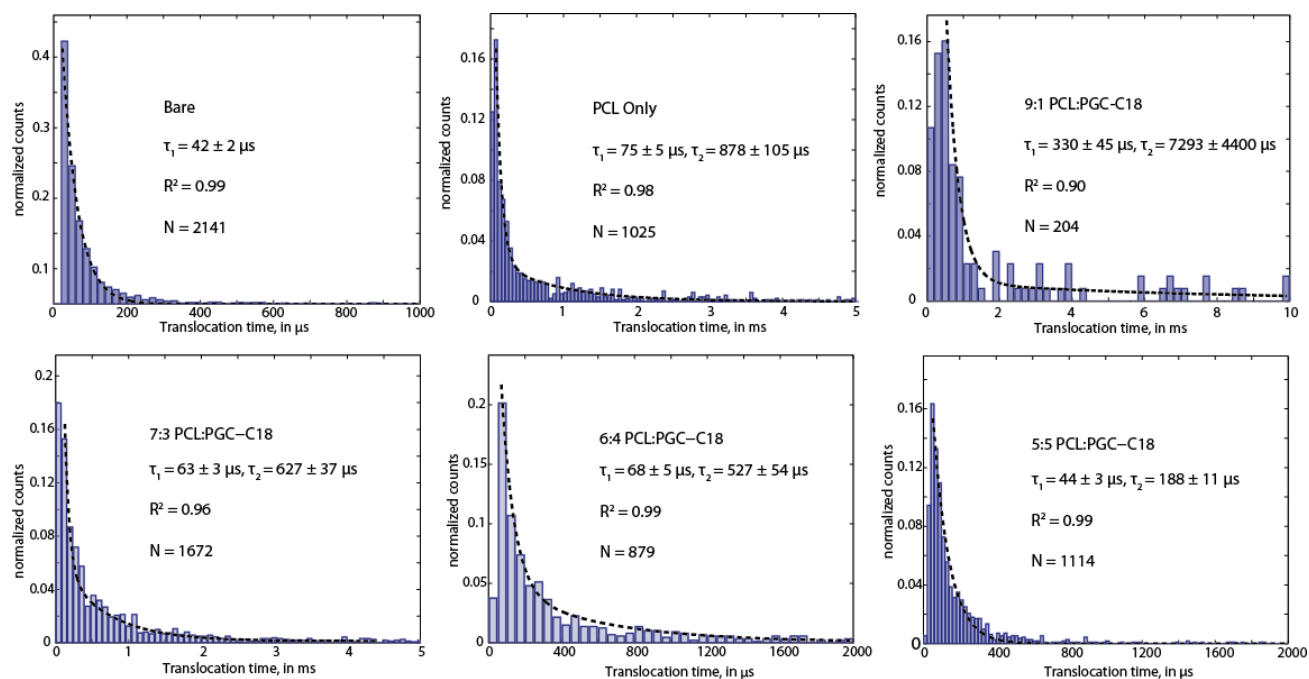 0.4
0.3
0.2
0.1
normalized counts
Bare
τ₁ = 42 ± 2 μs
R² = 0.99
N = 2141
0 200 400 600 800 1000
Translocation time, in μs
0.16
0.12
0.08
0.04
0
normalized counts
PCL Only
τ₁ = 75 ± 5 μs, τ₂ = 878 ± 105 μs
R² = 0.98
N = 1025
0 1 2 3 4 5
Translocation time, in ms
0.16
0.12
0.08
0.04
0
normalized counts
9:1 PCL:PGC-C18
τ₁ = 330 ± 45 μs, τ₂ = 7293 ± 4400 μs
R² = 0.90
N = 204
0 2 4 6 8 10
Translocation time, in ms
0.2
0.16
0.12
0.08
0.04
0
normalized counts
7:3 PCL:PGC–C18
τ₁ = 63 ± 3 μs, τ₂ = 627 ± 37 μs
R² = 0.96
N = 1672
0 1 2 3 4 5
Translocation time, in ms
0.2
0.15
0.1
0.05
0
normalized counts
6:4 PCL:PGC–C18
τ₁ = 68 ± 5 μs, τ₂ = 527 ± 54 μs
R² = 0.99
N = 879
0 400 800 1200 1600 2000
Translocation time, in μs
0.16
0.12
0.08
0.04
0
normalized counts
5:5 PCL:PGC–C18
τ₁ = 44 ± 3 μs, τ₂ = 188 ± 11 μs
R² = 0.99
N = 1114
0 400 800 1200 1600 2000
Translocation time, in μs